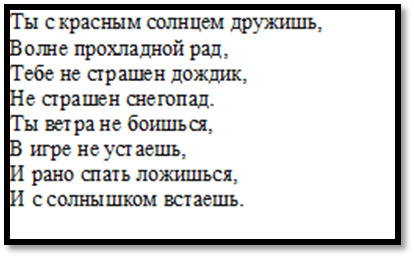 Ты с красным солнцем дружишь,
Волне прохладной рад,
Тебе не страшен дождик,
Не страшен снегопад.
Ты ветра не боишься,
В игре не устаешь,
И рано спать ложишься,
И с солнышком встаешь.